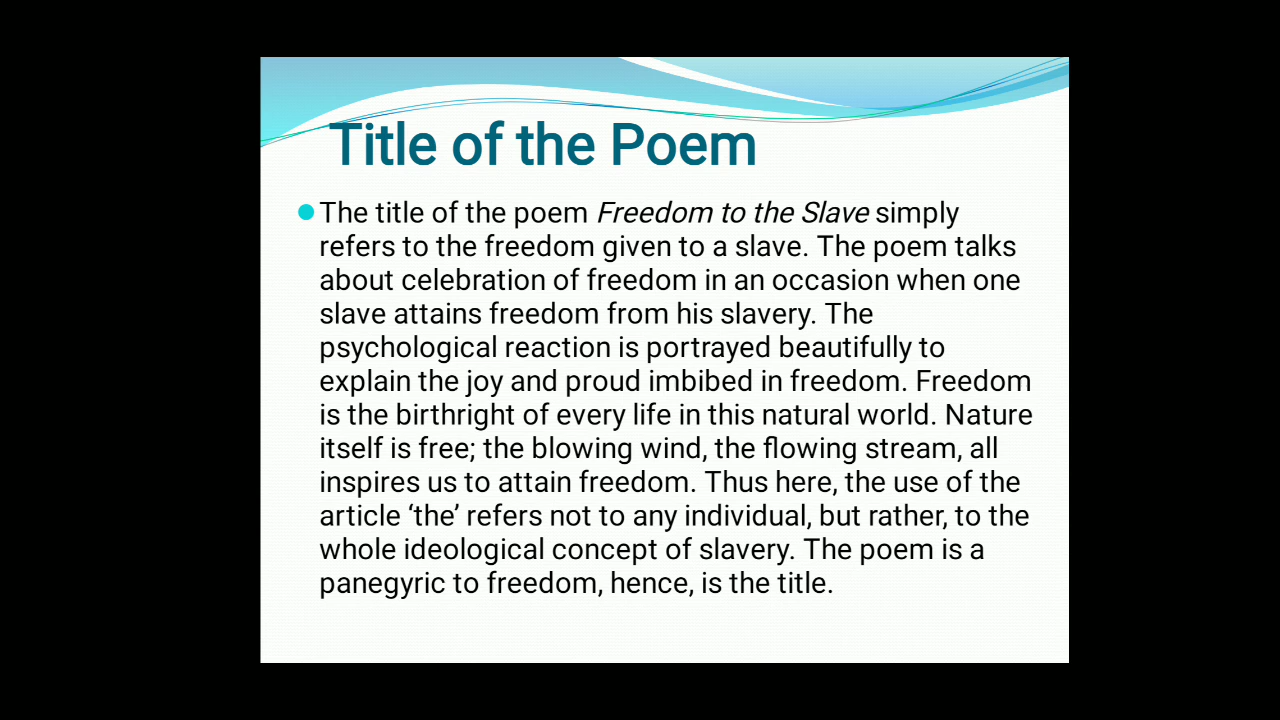 Title of the Poem
The title of the poem Freedom to the Slave simply
refers to the freedom given to a slave. The poem talks
about celebration of freedom in an occasion when one
slave attains freedom from his slavery. The
psychological reaction is portrayed beautifully to
explain the joy and proud imbibed in freedom. Freedom
is the birthright of every life in this natural world. Nature
itself is free; the blowing wind, the flowing stream, all
inspires us to attain freedom. Thus here, the use of the
article ‘the’ refers not to any individual, but rather, to the
whole ideological concept of slavery. The poem is a
panegyric to freedom, hence, is the title.